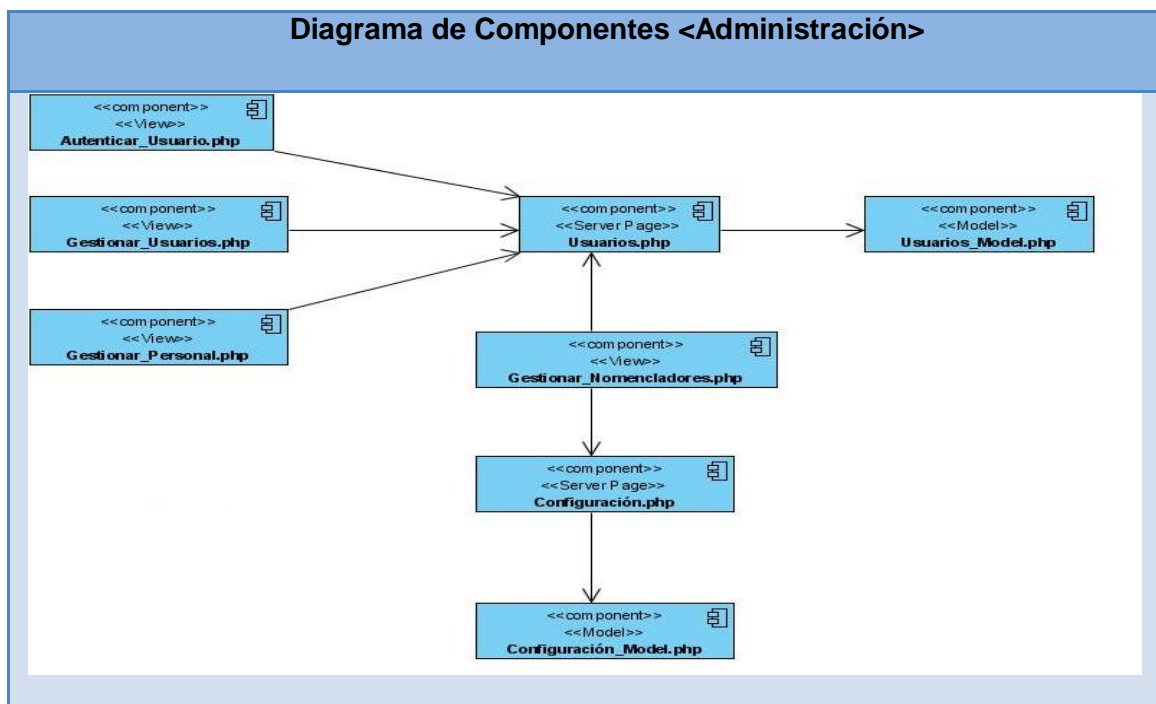 Diagrama de Componentes <Administración>
<<component>>
<<View>>
Autenticar_Usuario.php
<<component>>
<<View>>
Gestionar_Usuarios.php
<<component>>
<<Server Page>>
Usuarios.php
<<component>>
<<Model>>
Usuarios_Model.php
<<component>>
<<View>>
Gestionar_Personal.php
<<component>>
<<View>>
Gestionar_Nomencladores.php
<<component>>
<<Server Page>>
Configuración.php
<<component>>
<<Model>>
Configuración_Model.php